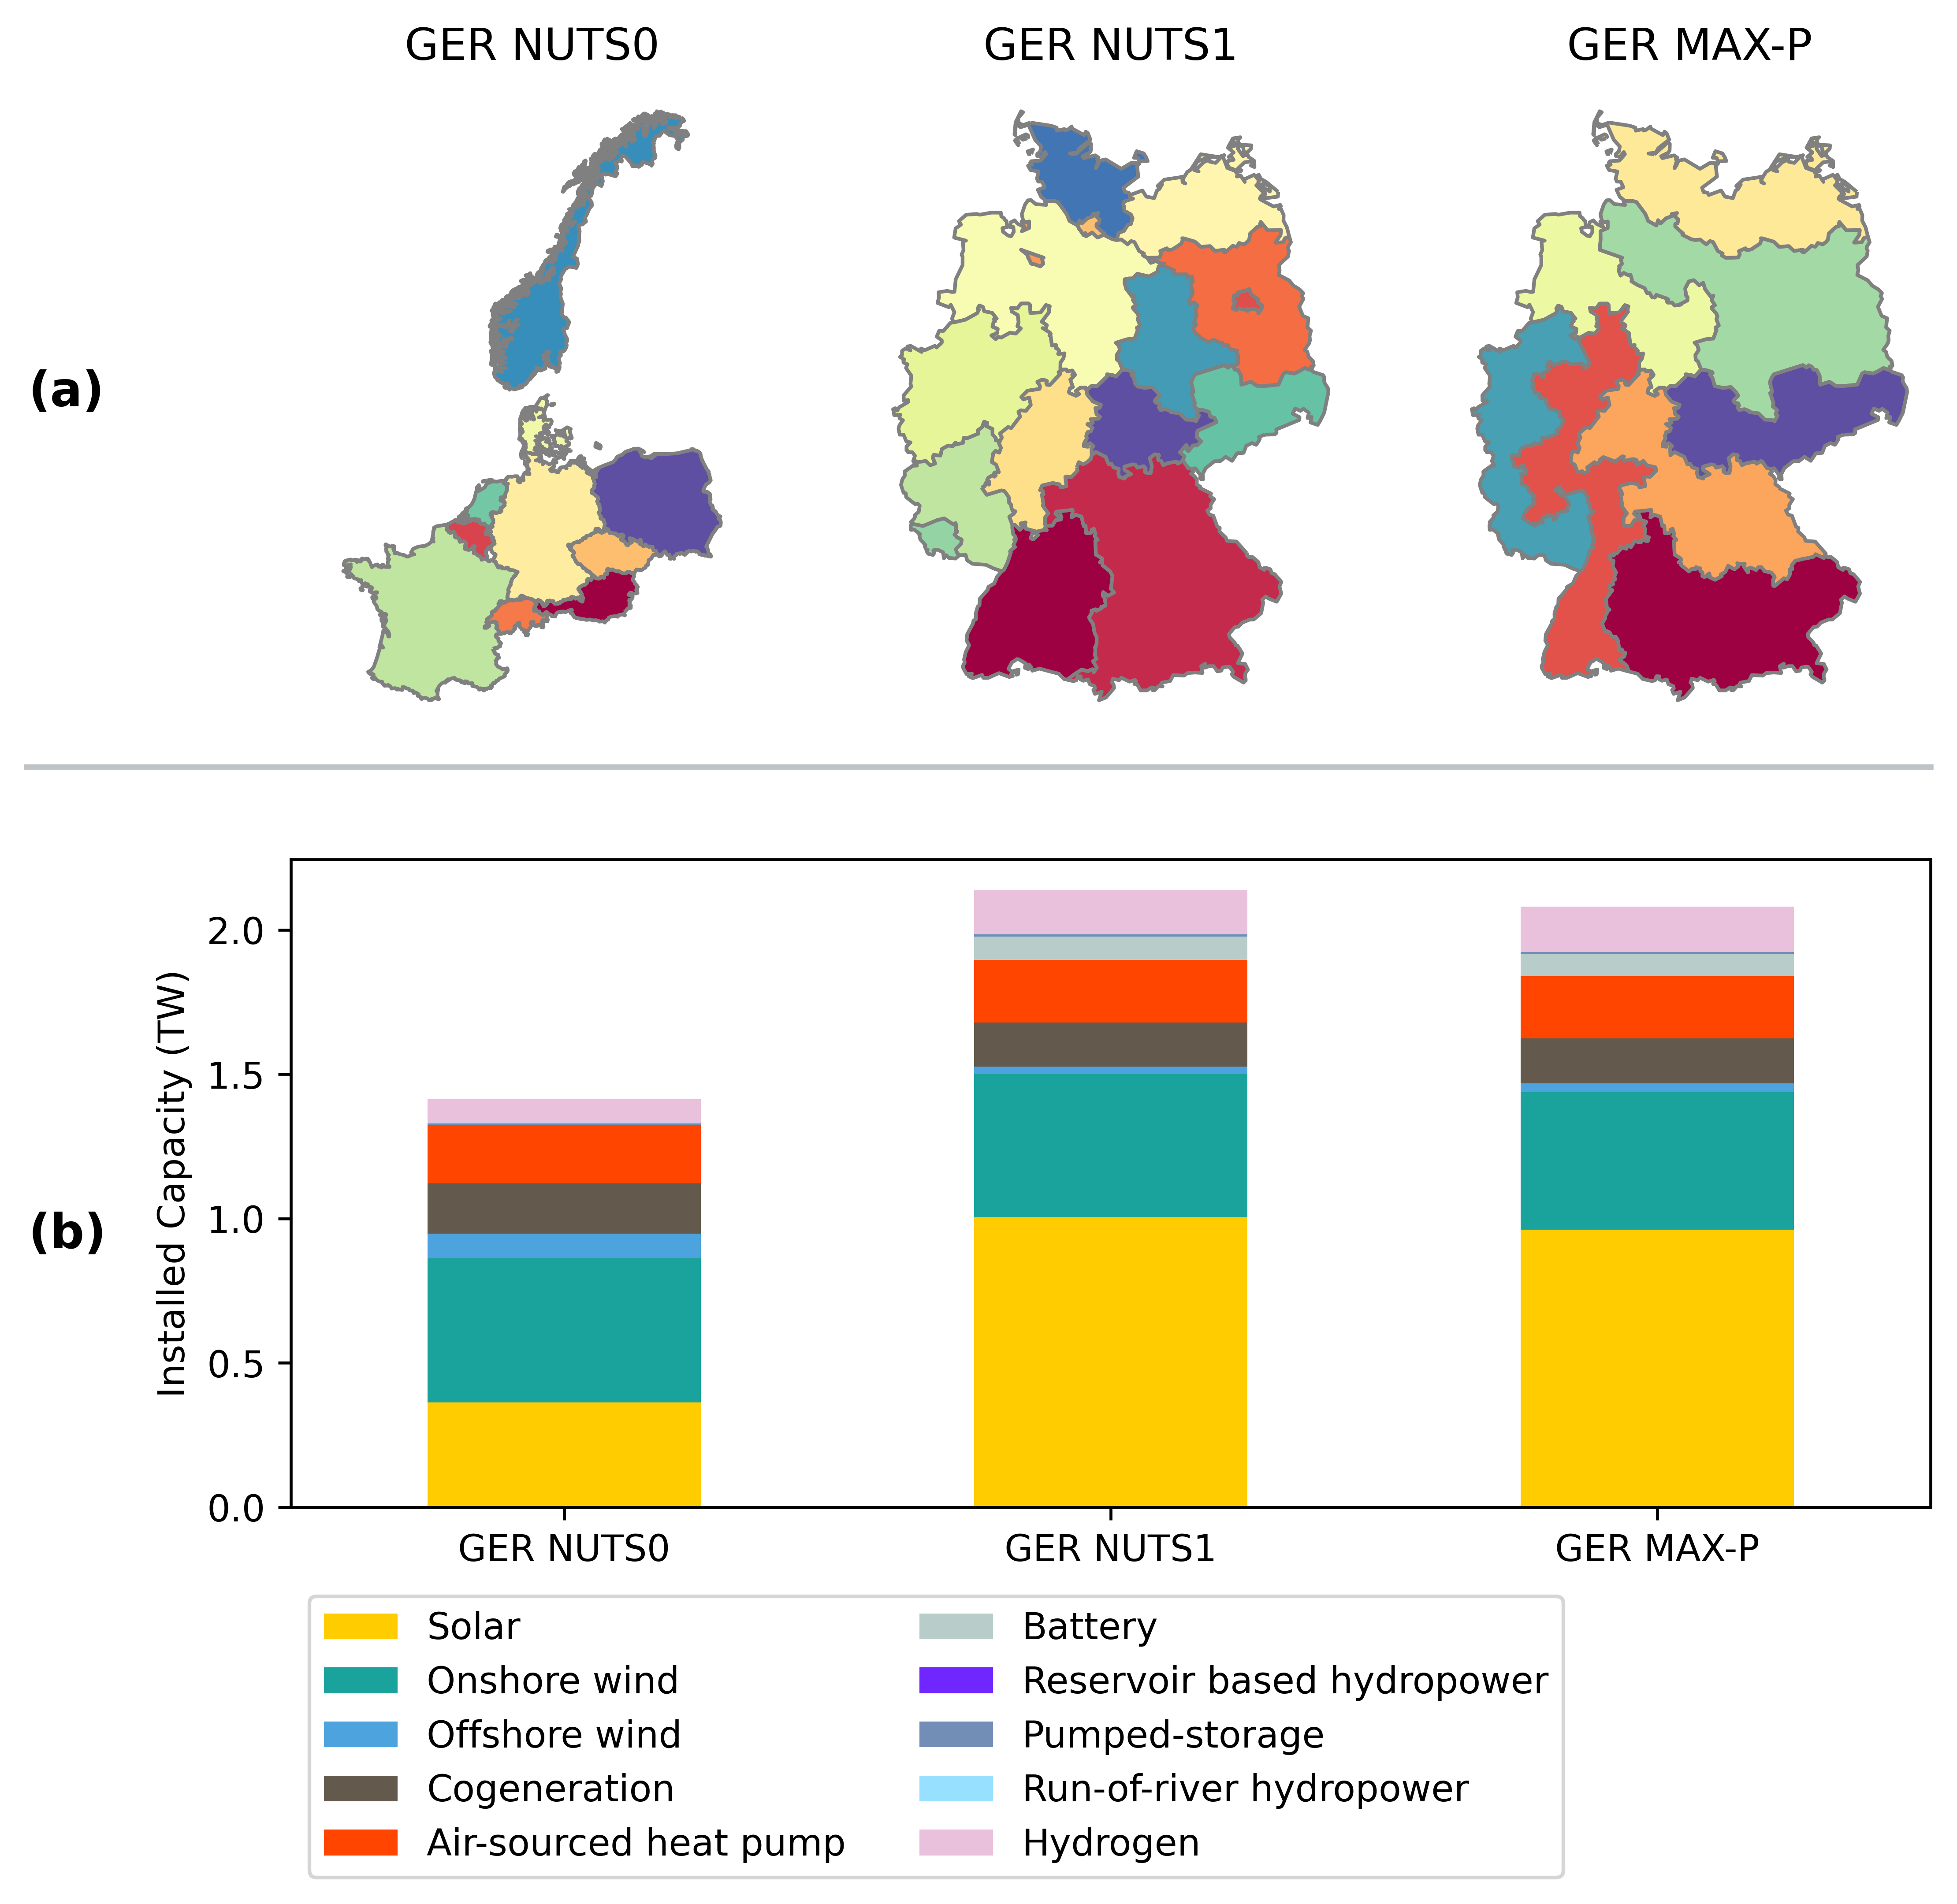 GER NUTS0
GER NUTS1
GER MAX-P
(a)
(b)
Installed Capacity (TW)
2.0
1.5
1.0
0.5
0.0
GER NUTS0
GER NUTS1
GER MAX-P
Solar
Onshore wind
Offshore wind
Cogeneration
Air-sourced heat pump
Battery
Reservoir based hydropower
Pumped-storage
Run-of-river hydropower
Hydrogen